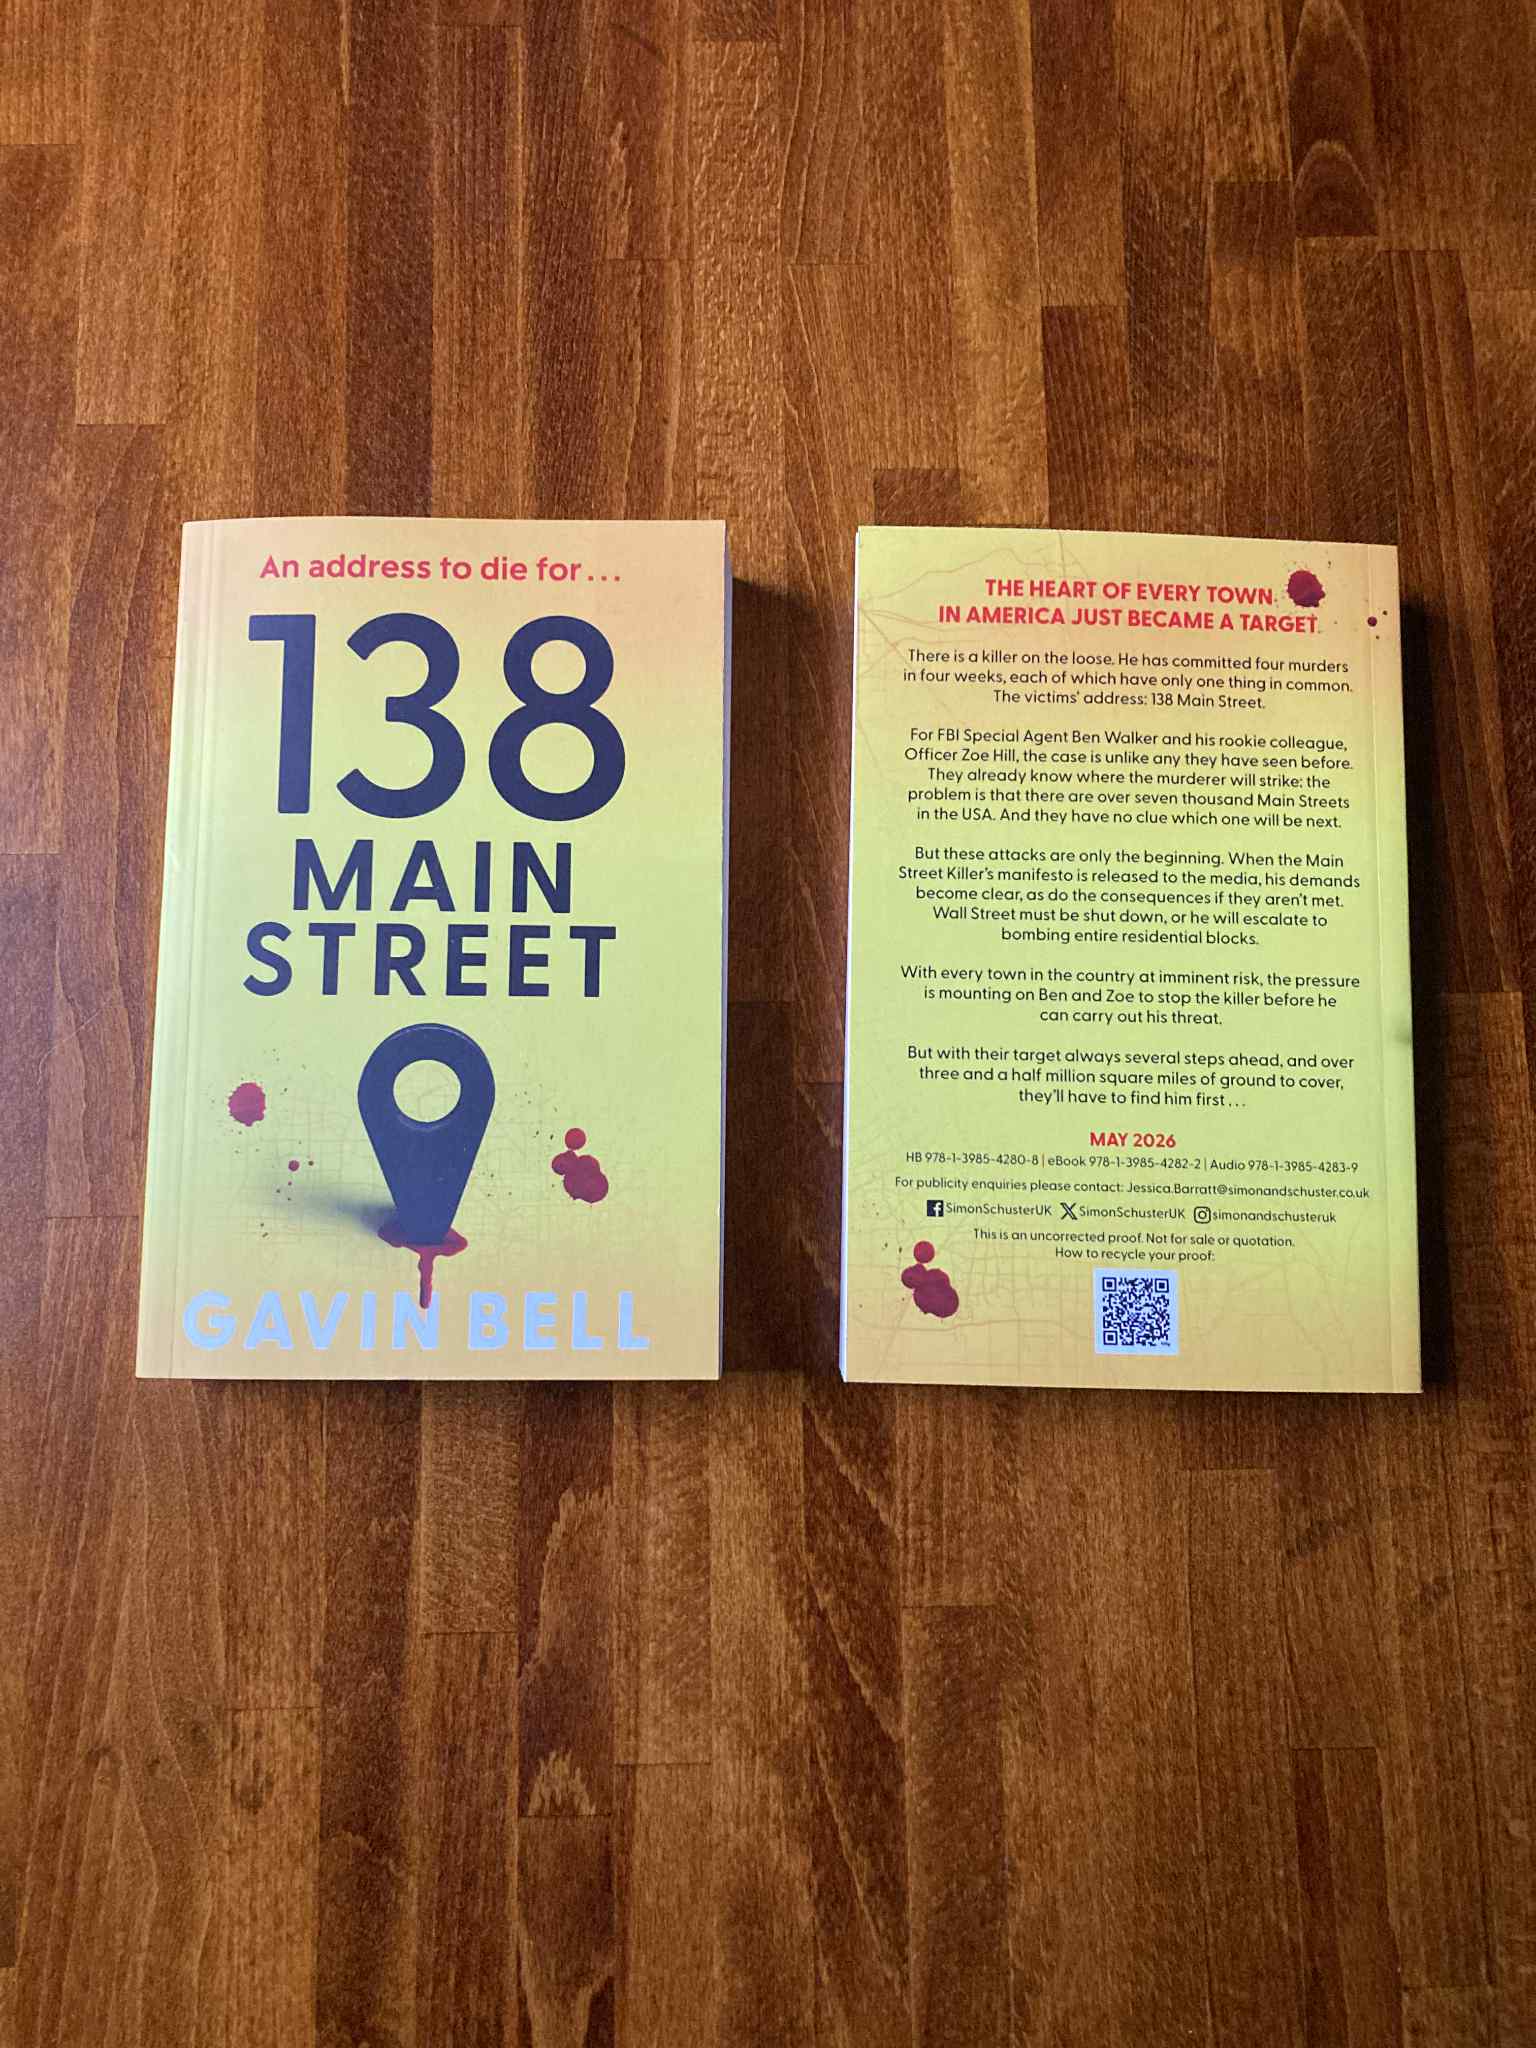 An address to die for...
138
MAIN
STREET
GAVIN BELL
THE HEART OF EVERY TOWN
IN AMERICA JUST BECAME A TARGET.
There is a killer on the loose. He has committed four murders
in four weeks, each of which have only one thing in common.
The victims' address: 138 Main Street.
For FBI Special Agent Ben Walker and his rookie colleague,
Officer Zoe Hill, the case is unlike any they have seen before.
They already know where the murderer will strike: the
problem is that there are over seven thousand Main Streets
in the USA. And they have no clue which one will be next.
But these attacks are only the beginning. When the Main
Street Killer's manifesto is released to the media, his demands
become clear, as do the consequences if they aren't met.
Wall Street must be shut down, or he will escalate to
bombing entire residential blocks.
With every town in the country at imminent risk, the pressure
is mounting on Ben and Zoe to stop the killer before he
can carry out his threat.
But with their target always several steps ahead, and over
three and a half million square miles of ground to cover,
they'll have to find him first...
MAY 2026
HB 978-1-3985-4280-8 | eBook 978-1-3985-4282-2 | Audio 978-1-3985-4283-9
For publicity enquiries please contact: Jessica.Barratt@simonandschuster.co.uk
SimonSchusterUK SimonSchusterUK simonandschusteruk
This is an uncorrected proof. Not for sale or quotation.
How to recycle your proof: